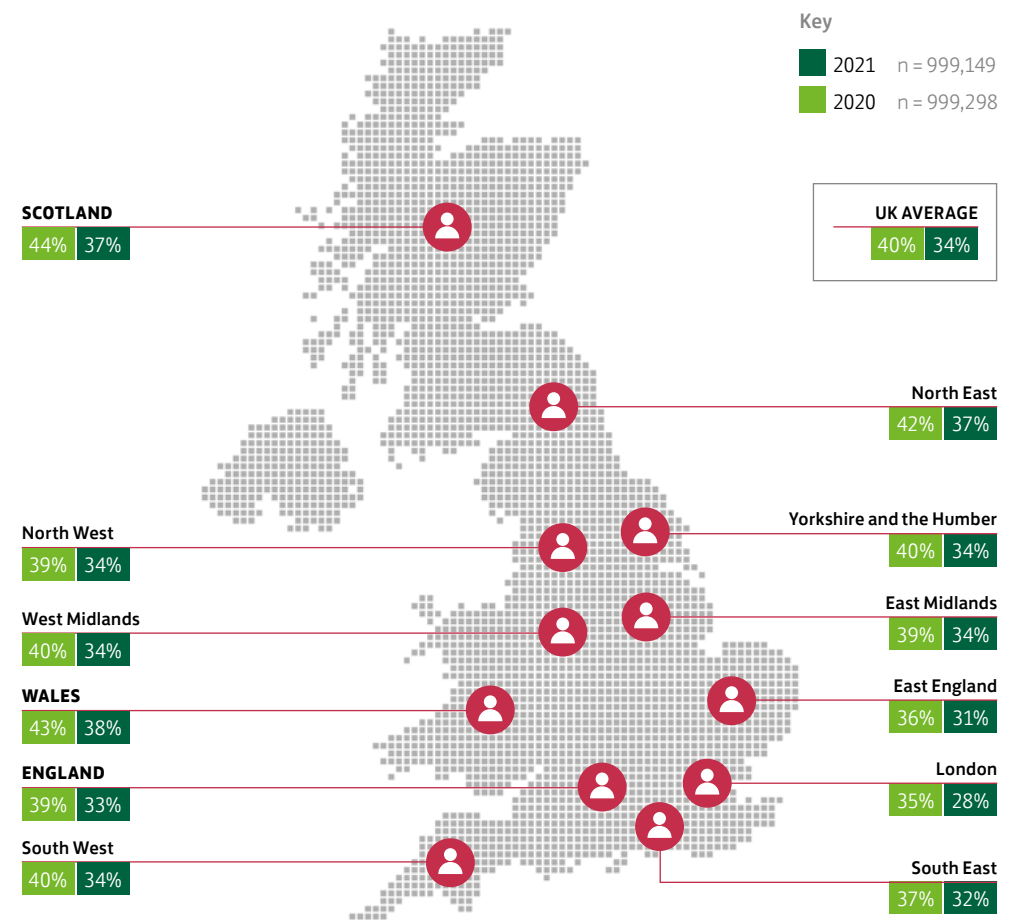 Key
2021 n = 999,149
2020 n = 999,298
SCOTLAND
44% 37%
UK AVERAGE
40% 34%
North East
42% 37%
North West
39% 34%
Yorkshire and the Humber
40% 34%
West Midlands
40% 34%
East Midlands
39% 34%
WALES
43% 38%
East England
36% 31%
ENGLAND
39% 33%
London
35% 28%
South West
40% 34%
South East
37% 32%